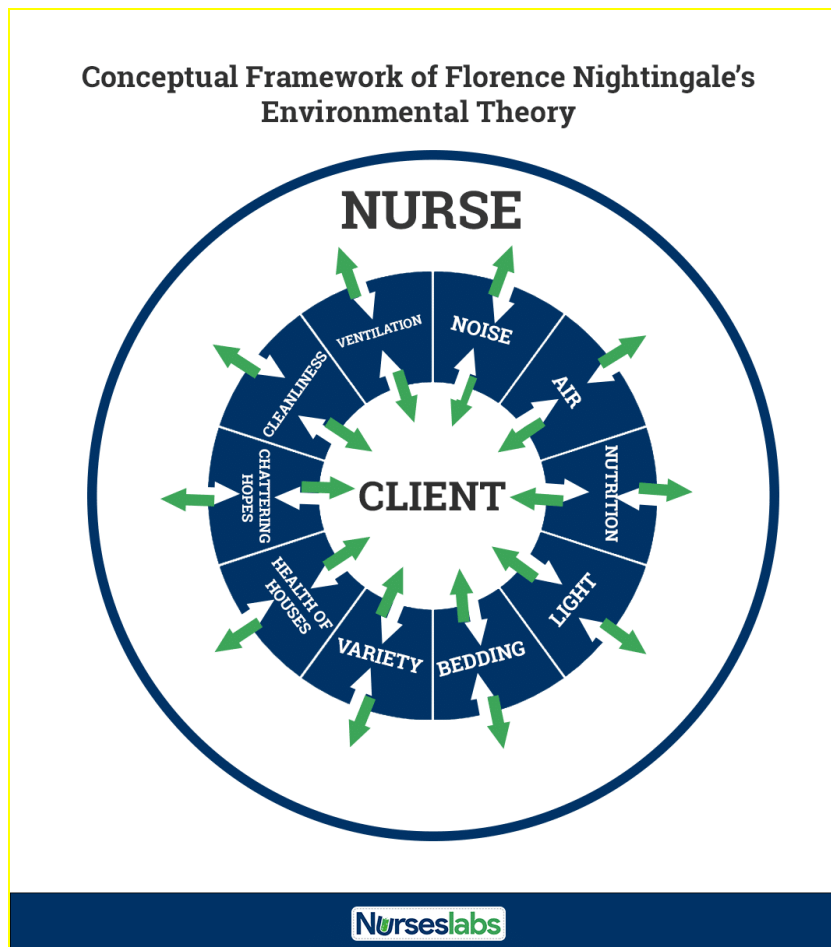 Conceptual Framework of Florence Nightingale’s
Environmental Theory
NURSE
NOISE
AIR
NUTRITION
LIGHT
BEDDING
VARIETY
HEALTH OF
HOUSES
CHATTERING
HOPES
CLEANLINESS
VENTILATION
CLIENT
Nurseslabs